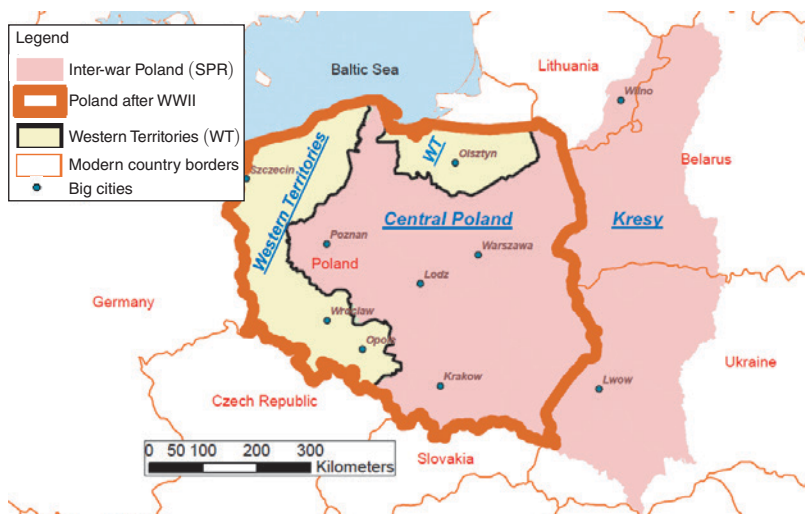 Legend
Inter-war Poland (SPR)
Poland after WWII
Western Territories (WT)
Modern country borders
Big cities
Baltic Sea
Lithuania
Wilno
Belarus
Szczecin
Western Territories
WT
Olsztyn
Central Poland
Kresy
Poznan
Warszawa
Poland
Lodz
Germany
Wroclaw
Opole
Ukraine
Krakow
Lwow
Czech Republic
Slovakia
0 50 100 200 300
Kilometers